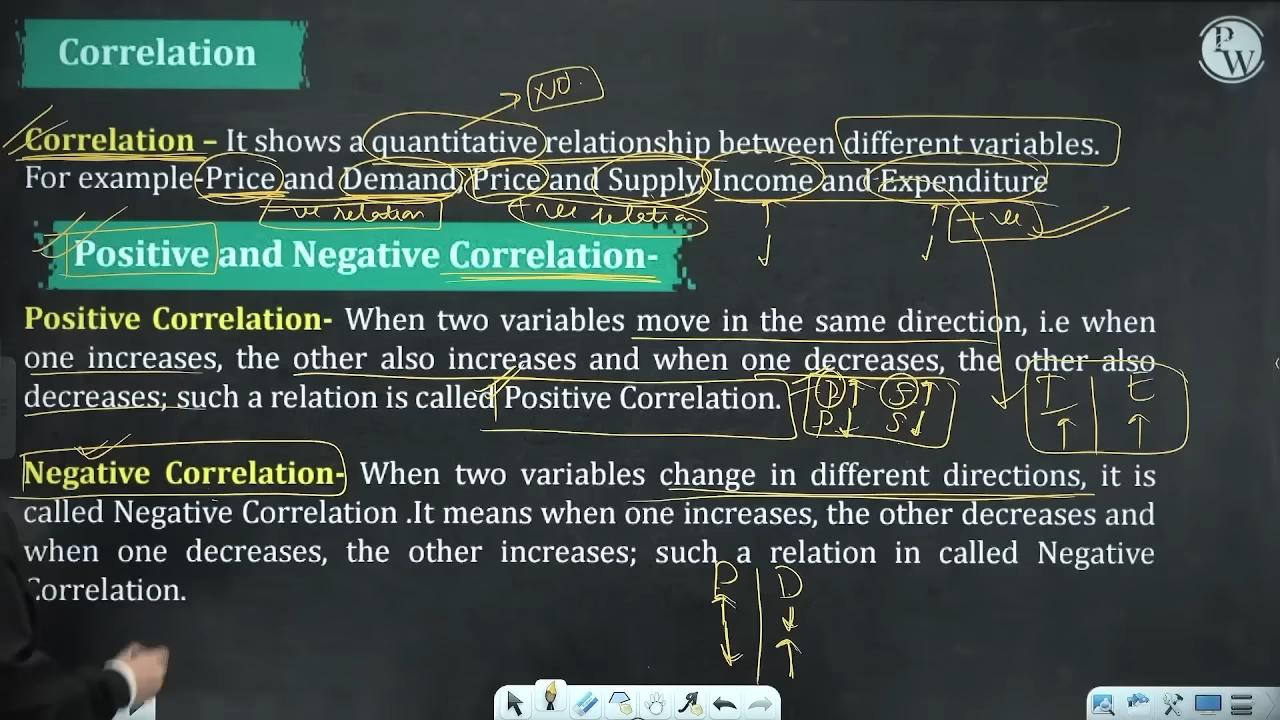 Correlation
PW
NO.
Correlation – It shows a quantitative relationship between different variables.
For example-Price and Demand, Price and Supply, Income and Expenditure
-ve relation +ve relation +ve
Positive and Negative Correlation-
Positive Correlation- When two variables move in the same direction, i.e when
one increases, the other also increases and when one decreases, the other also
decreases; such a relation is called Positive Correlation.
P↑ S↑ I E
P↓ S↓ ↑ ↑
Negative Correlation- When two variables change in different directions, it is
called Negative Correlation .It means when one increases, the other decreases and
when one decreases, the other increases; such a relation in called Negative
Correlation.
P D